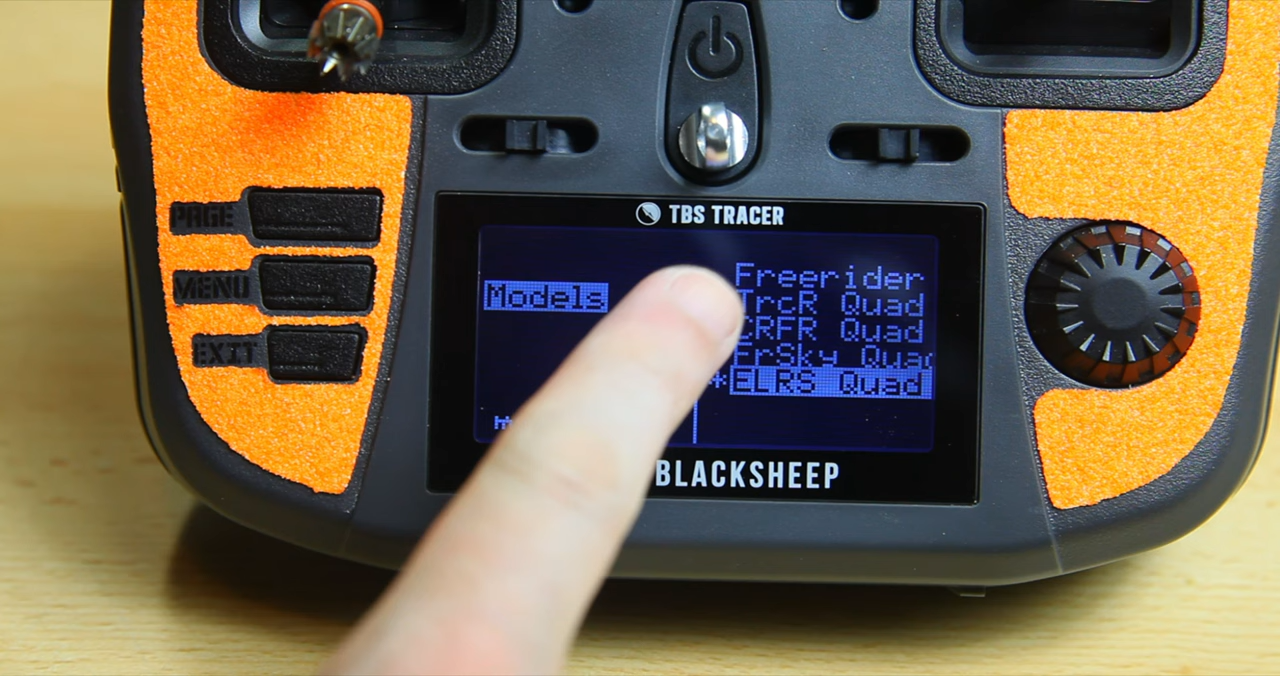 TBS TRACER
PAGE
MENU
EXIT
Models
Freerider
TrcR Quad
CRFR Quad
FrSky Quad
*ELRS Quad
BLACKSHEEP